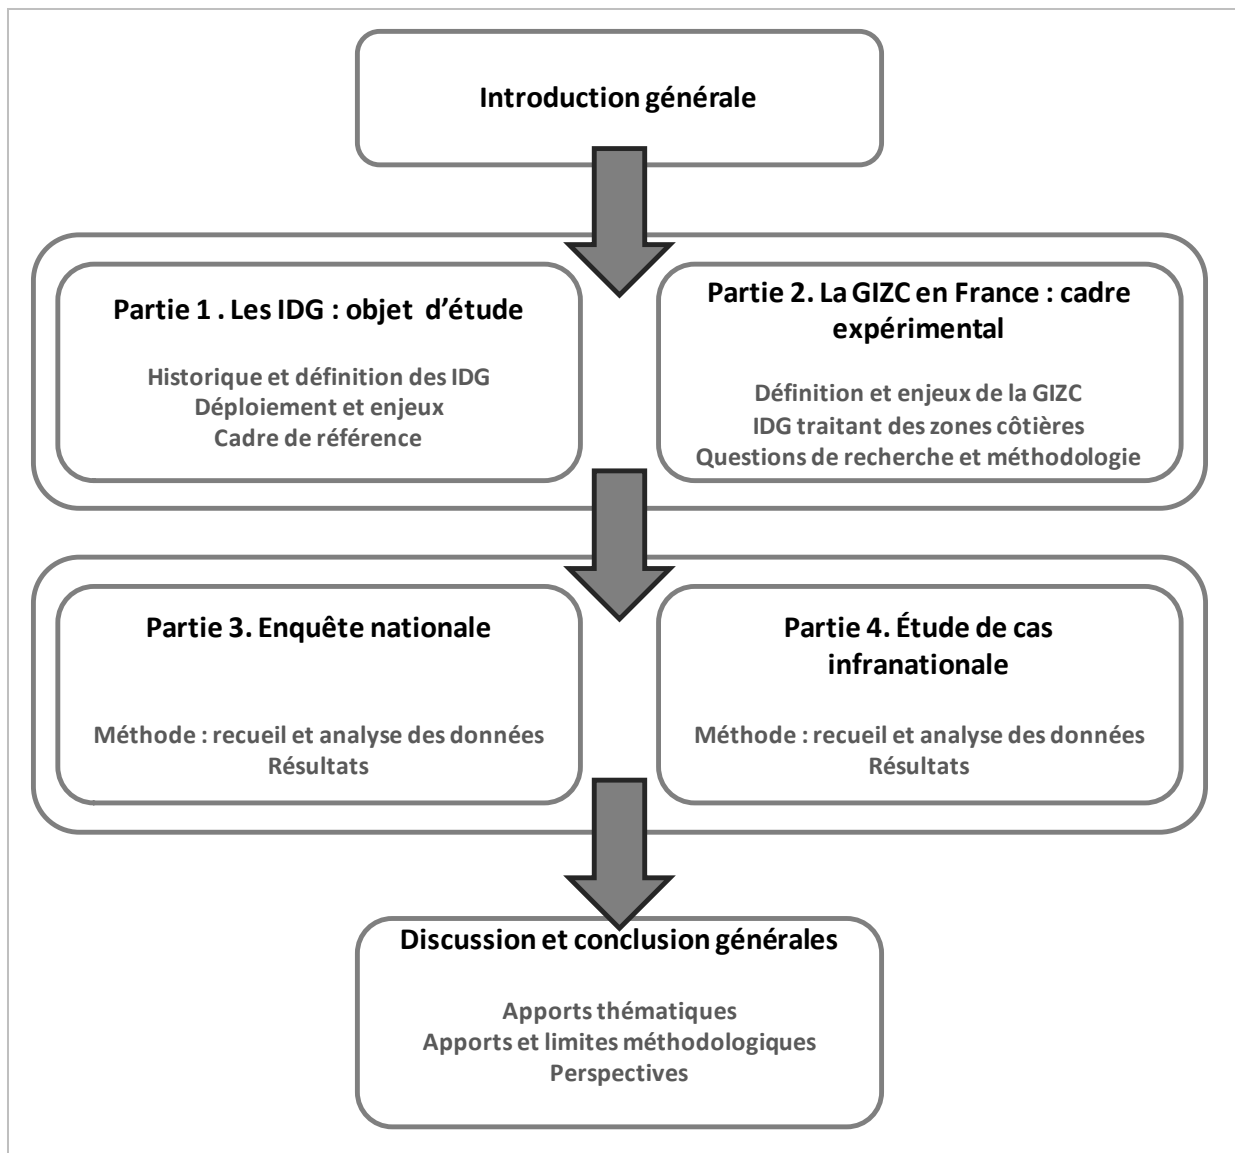 Introduction générale
Partie 1 . Les IDG : objet d’étude
Historique et définition des IDG
Déploiement et enjeux
Cadre de référence
Partie 2. La GIZC en France : cadre
expérimental
Définition et enjeux de la GIZC
IDG traitant des zones côtières
Questions de recherche et méthodologie
Partie 3. Enquête nationale
Méthode : recueil et analyse des données
Résultats
Partie 4. Étude de cas
infranationale
Méthode : recueil et analyse des données
Résultats
Discussion et conclusion générales
Apports thématiques
Apports et limites méthodologiques
Perspectives